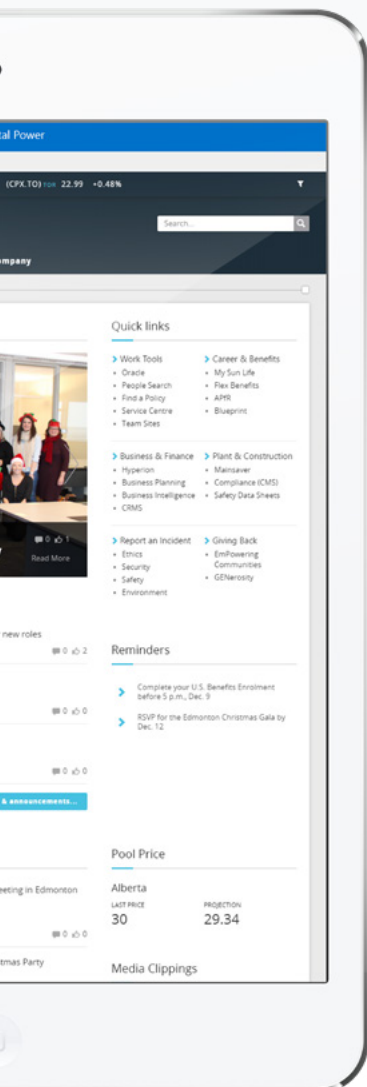 tal Power
(CPX.TO) TOR 22.99 +0.48%
Search...
ompany
Quick links
Work Tools
Oracle
People Search
Find a Policy
Service Centre
Team Sites
Career & Benefits
My Sun Life
Flex Benefits
APfR
Blueprint
Business & Finance
Hyperion
Business Planning
Business Intelligence
CRMS
Plant & Construction
Mainsaver
Compliance (CMS)
Safety Data Sheets
Report an Incident
Ethics
Security
Safety
Environment
Giving Back
EmPowering
Communities
GENerosity
0 1
Read More
new roles
0 2
0 0
0 0
& announcements...
Reminders
Complete your U.S. Benefits Enrolment
before 5 p.m., Dec. 9
RSVP for the Edmonton Christmas Gala by
Dec. 12
Pool Price
Alberta
LAST PRICE PROJECTION
30 29.34
eeting in Edmonton
0 0
tmas Party
Media Clippings